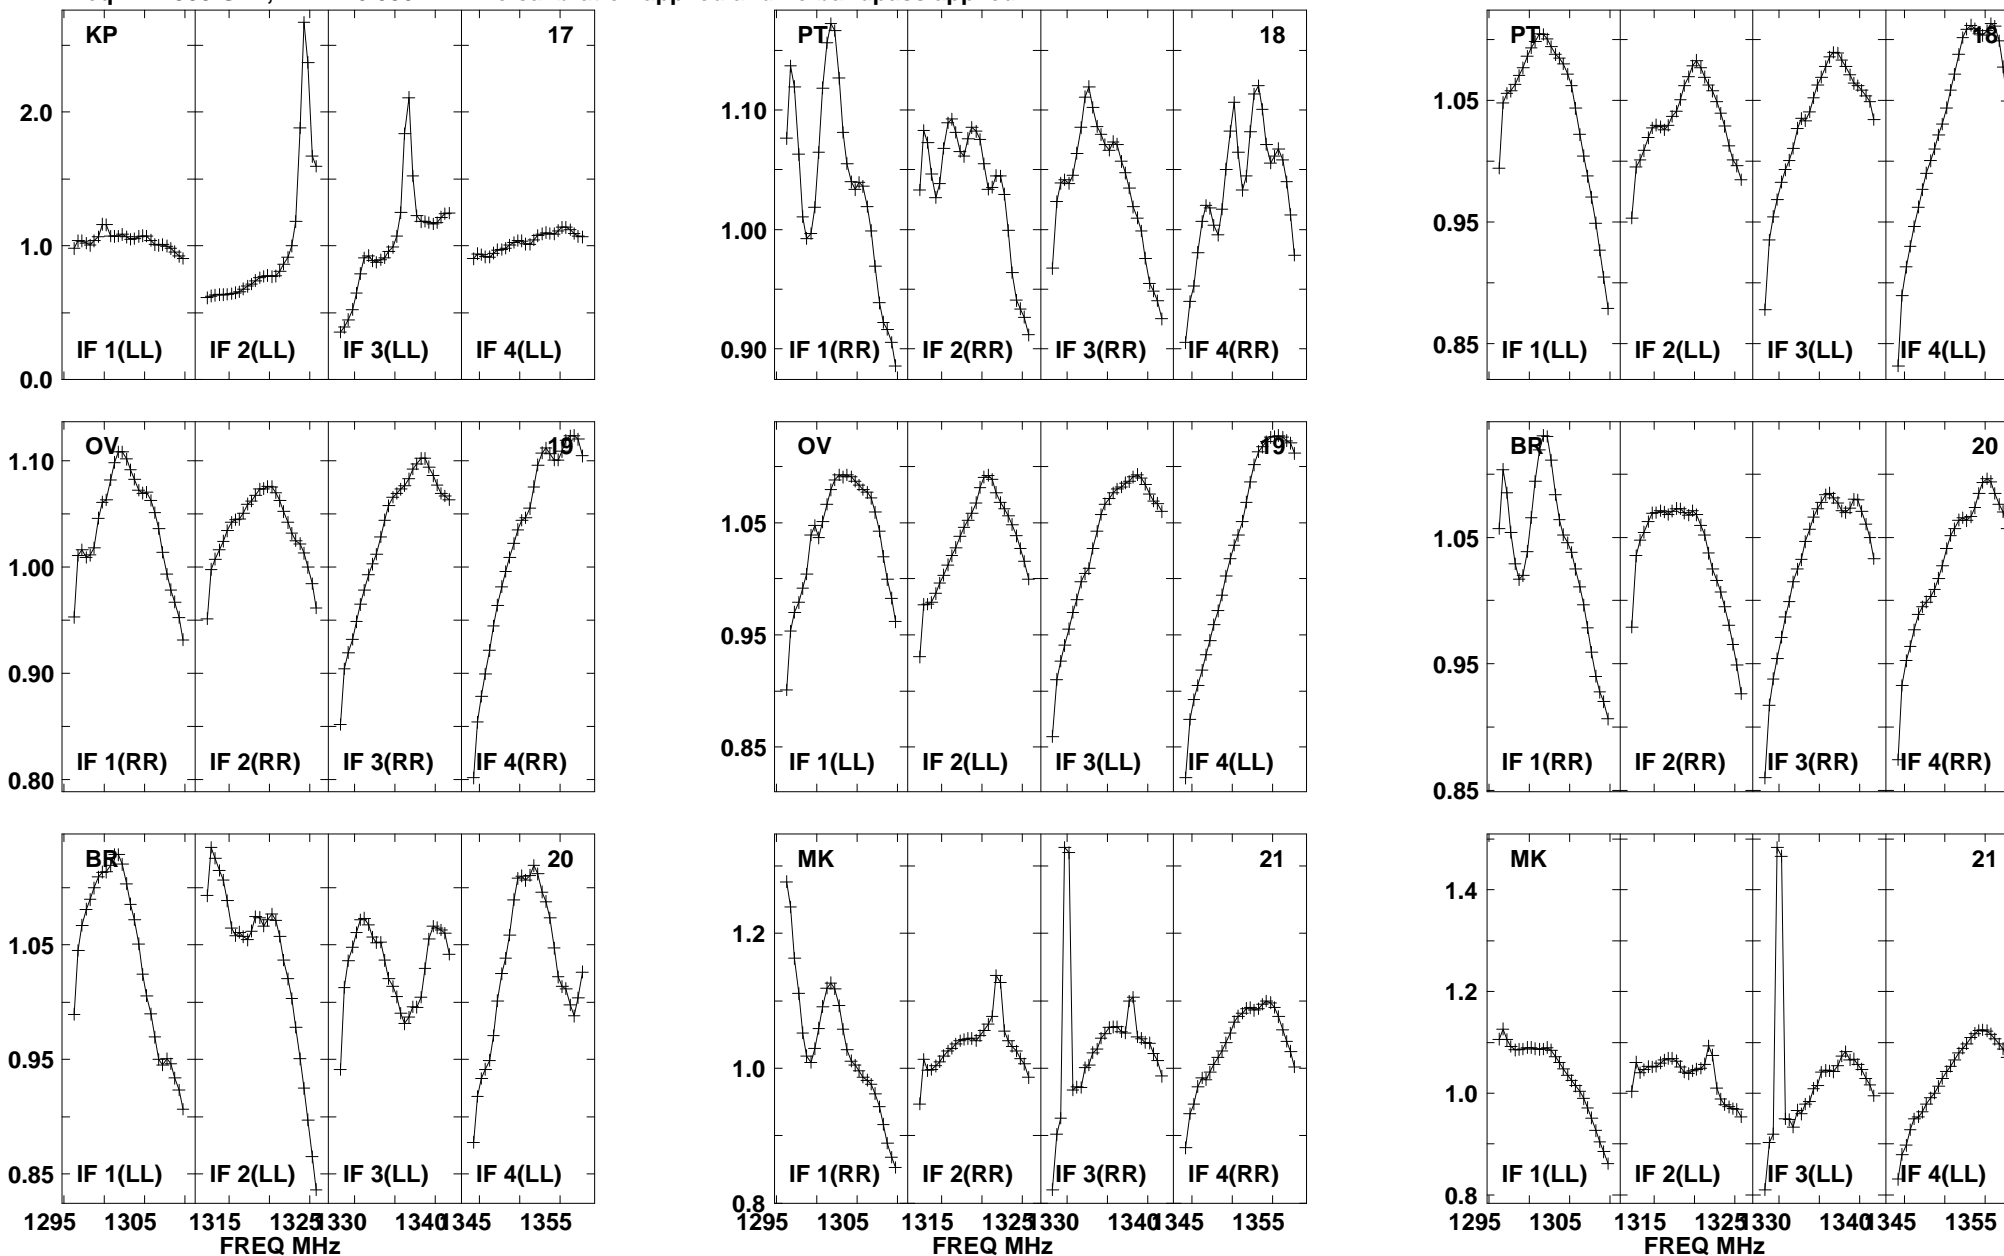 KP 17
2.0
1.0
0.0
IF 1(LL) IF 2(LL) IF 3(LL) IF 4(LL)
PT 18
1.10
1.00
0.90
IF 1(RR) IF 2(RR) IF 3(RR) IF 4(RR)
PT 18
1.05
0.95
0.85
IF 1(LL) IF 2(LL) IF 3(LL) IF 4(LL)
OV 19
1.10
1.00
0.90
0.80
IF 1(RR) IF 2(RR) IF 3(RR) IF 4(RR)
OV 19
1.05
0.95
0.85
IF 1(LL) IF 2(LL) IF 3(LL) IF 4(LL)
BR 20
1.05
0.95
0.85
IF 1(RR) IF 2(RR) IF 3(RR) IF 4(RR)
BR 20
1.05
0.95
0.85
IF 1(LL) IF 2(LL) IF 3(LL) IF 4(LL)
1295 1305 1315 1325 1330 1340 1345 1355
FREQ MHz
MK 21
1.2
1.0
0.8
IF 1(RR) IF 2(RR) IF 3(RR) IF 4(RR)
1295 1305 1315 1325 1330 1340 1345 1355
FREQ MHz
MK 21
1.4
1.2
1.0
0.8
IF 1(LL) IF 2(LL) IF 3(LL) IF 4(LL)
1295 1305 1315 1325 1330 1340 1345 1355
FREQ MHz